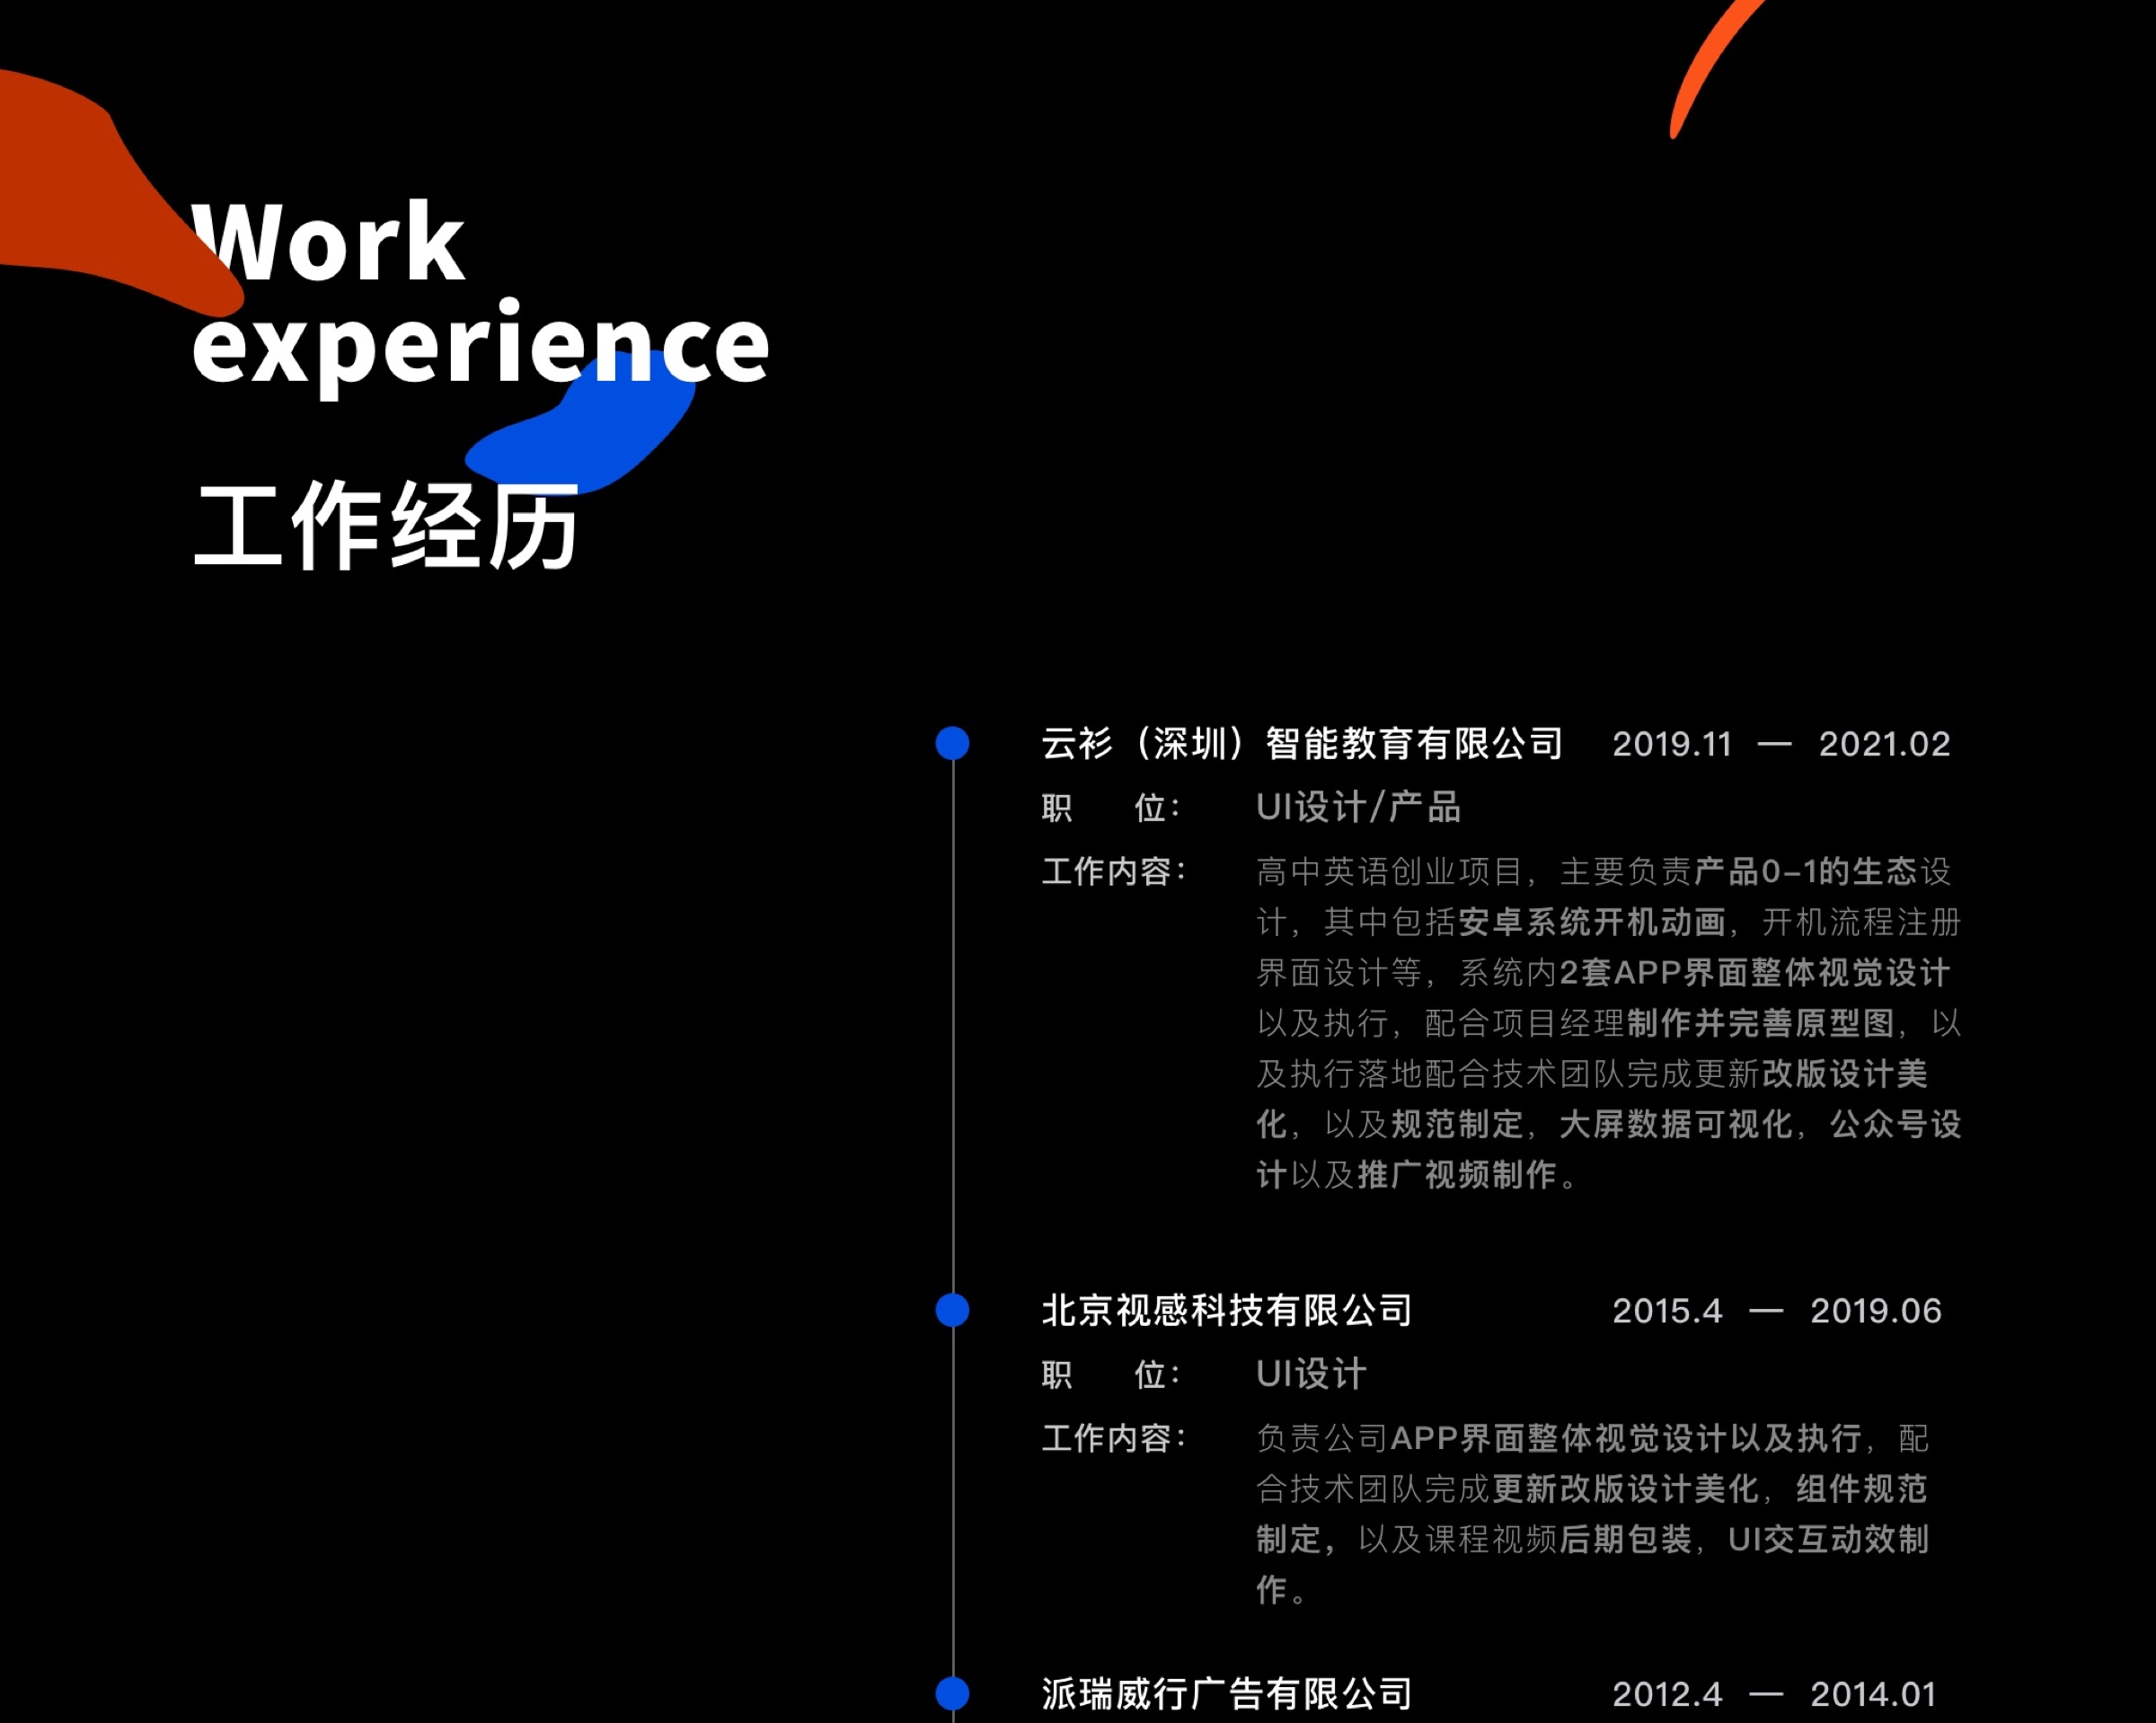 Work
experience
工作经历
云衫（深圳）智能教育有限公司 2019.11 — 2021.02
职 位： UI设计/产品
工作内容： 高中英语创业项目，主要负责产品0-1的生态设
计，其中包括安卓系统开机动画，开机流程注册
界面设计等，系统内2套APP界面整体视觉设计
以及执行，配合项目经理制作并完善原型图，以
及执行落地配合技术团队完成更新改版设计美
化，以及规范制定，大屏数据可视化，公众号设
计以及推广视频制作。
北京视感科技有限公司 2015.4 — 2019.06
职 位： UI设计
工作内容： 负责公司APP界面整体视觉设计以及执行，配
合技术团队完成更新改版设计美化，组件规范
制定，以及课程视频后期包装，UI交互动效制
作。
派瑞威行广告有限公司 2012.4 — 2014.01